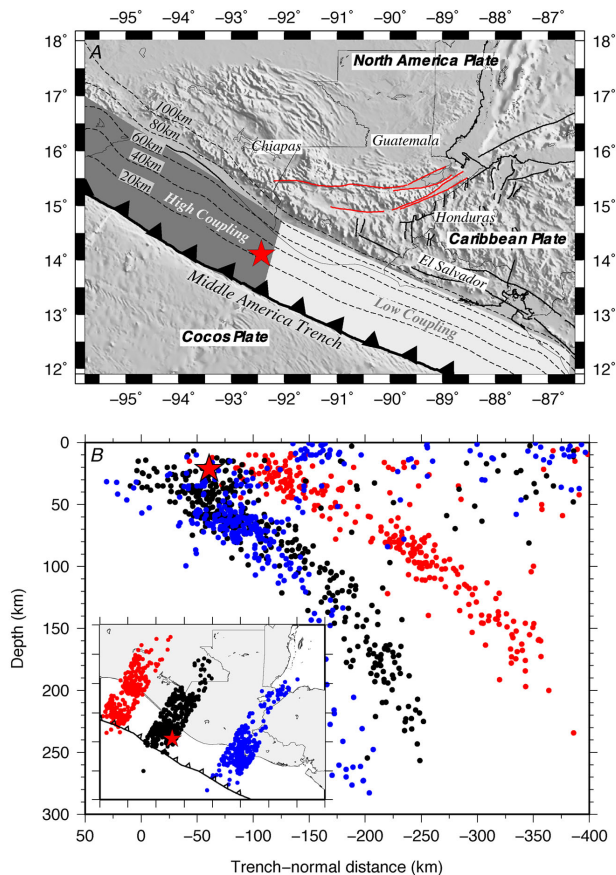 −95° −94° −93° −92° −91° −90° −89° −88° −87°
18°
A
North America Plate
17°
100km
80km
60km
40km
20km
Chiapas
Guatemala
16°
15°
High Coupling
Honduras
Caribbean Plate
14°
El Salvador
Middle America Trench
Low Coupling
13°
Cocos Plate
12°
18°
17°
16°
15°
14°
13°
12°
−95° −94° −93° −92° −91° −90° −89° −88° −87°
B
0
50
100
150
200
250
300
Depth (km)
50 0 −50 −100 −150 −200 −250 −300 −350 −400
Trench−normal distance (km)